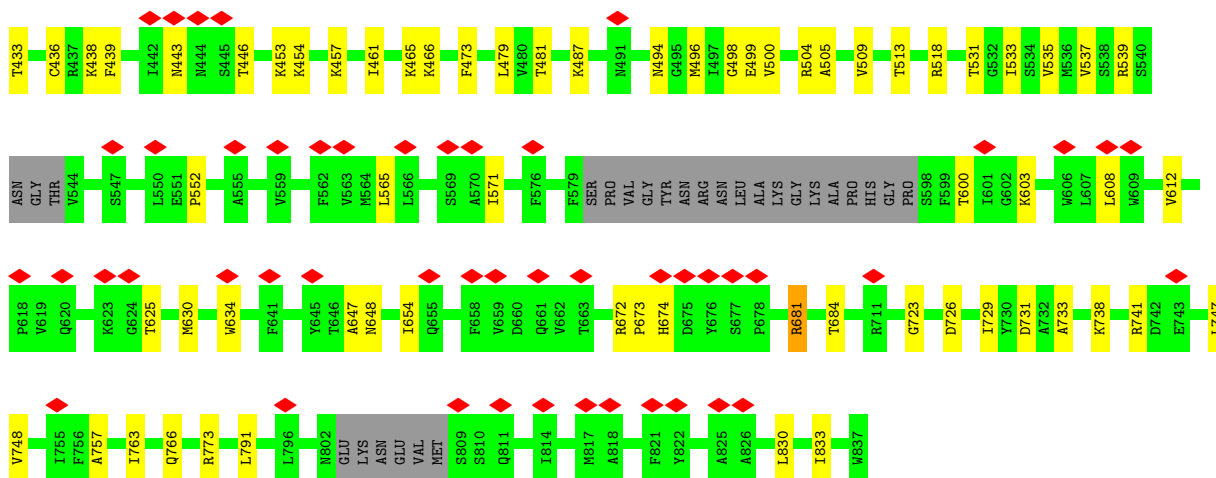 T433 C436 R437 K438 F439 I442 N443 N444 S445 T446 K453 K454 K457 I461 K465 K466 F473 L479 V480 T481 K487 N491 N494 G495 M496 I497 G498 E499 V500 R504 A505 V509 T513 R518 T531 G532 I533 S534 V535 M536 V537 S538 R539 S540
ASN GLY THR V544 S547 L550 E551 P552 A555 V559 F562 V563 M564 L565 L566 S569 A570 I571 F576 F579 SER PRO VAL GLY TYR ASN ARG ASN LEU ALA LYS GLY LYS ALA PRO HIS GLY PRO S598 F599 T600 I601 G602 K603 W606 L607 L608 W609 V612
P618 V619 Q620 K623 G624 T625 M630 W634 F641 Y645 T646 A647 N648 I654 Q655 F658 V659 D660 Q661 V662 T663 R672 P673 H674 D675 Y676 S677 P678 R681 T684 R711 G723 D726 I729 Y730 D731 A732 A733 K738 R741 D742 E743 L747
V748 I755 F756 A757 I763 Q766 R773 L791 L796 N802 GLU LYS ASN GLU VAL MET S809 S810 Q811 I814 M817 A818 F821 Y822 A825 A826 L830 I833 W837